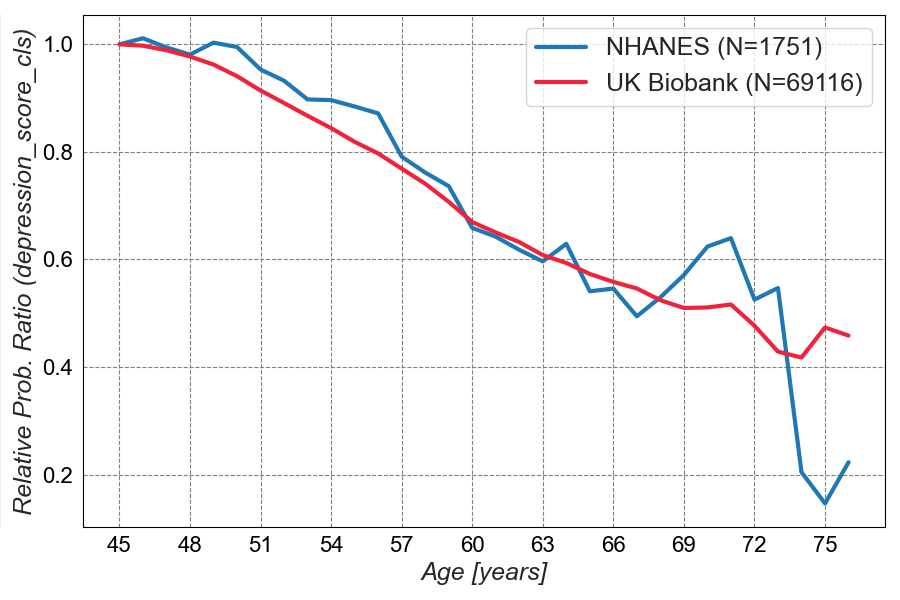 Relative Prob. Ratio (depression_score_cls)
1.0
0.8
0.6
0.4
0.2
NHANES (N=1751)
UK Biobank (N=69116)
45 48 51 54 57 60 63 66 69 72 75
Age [years]